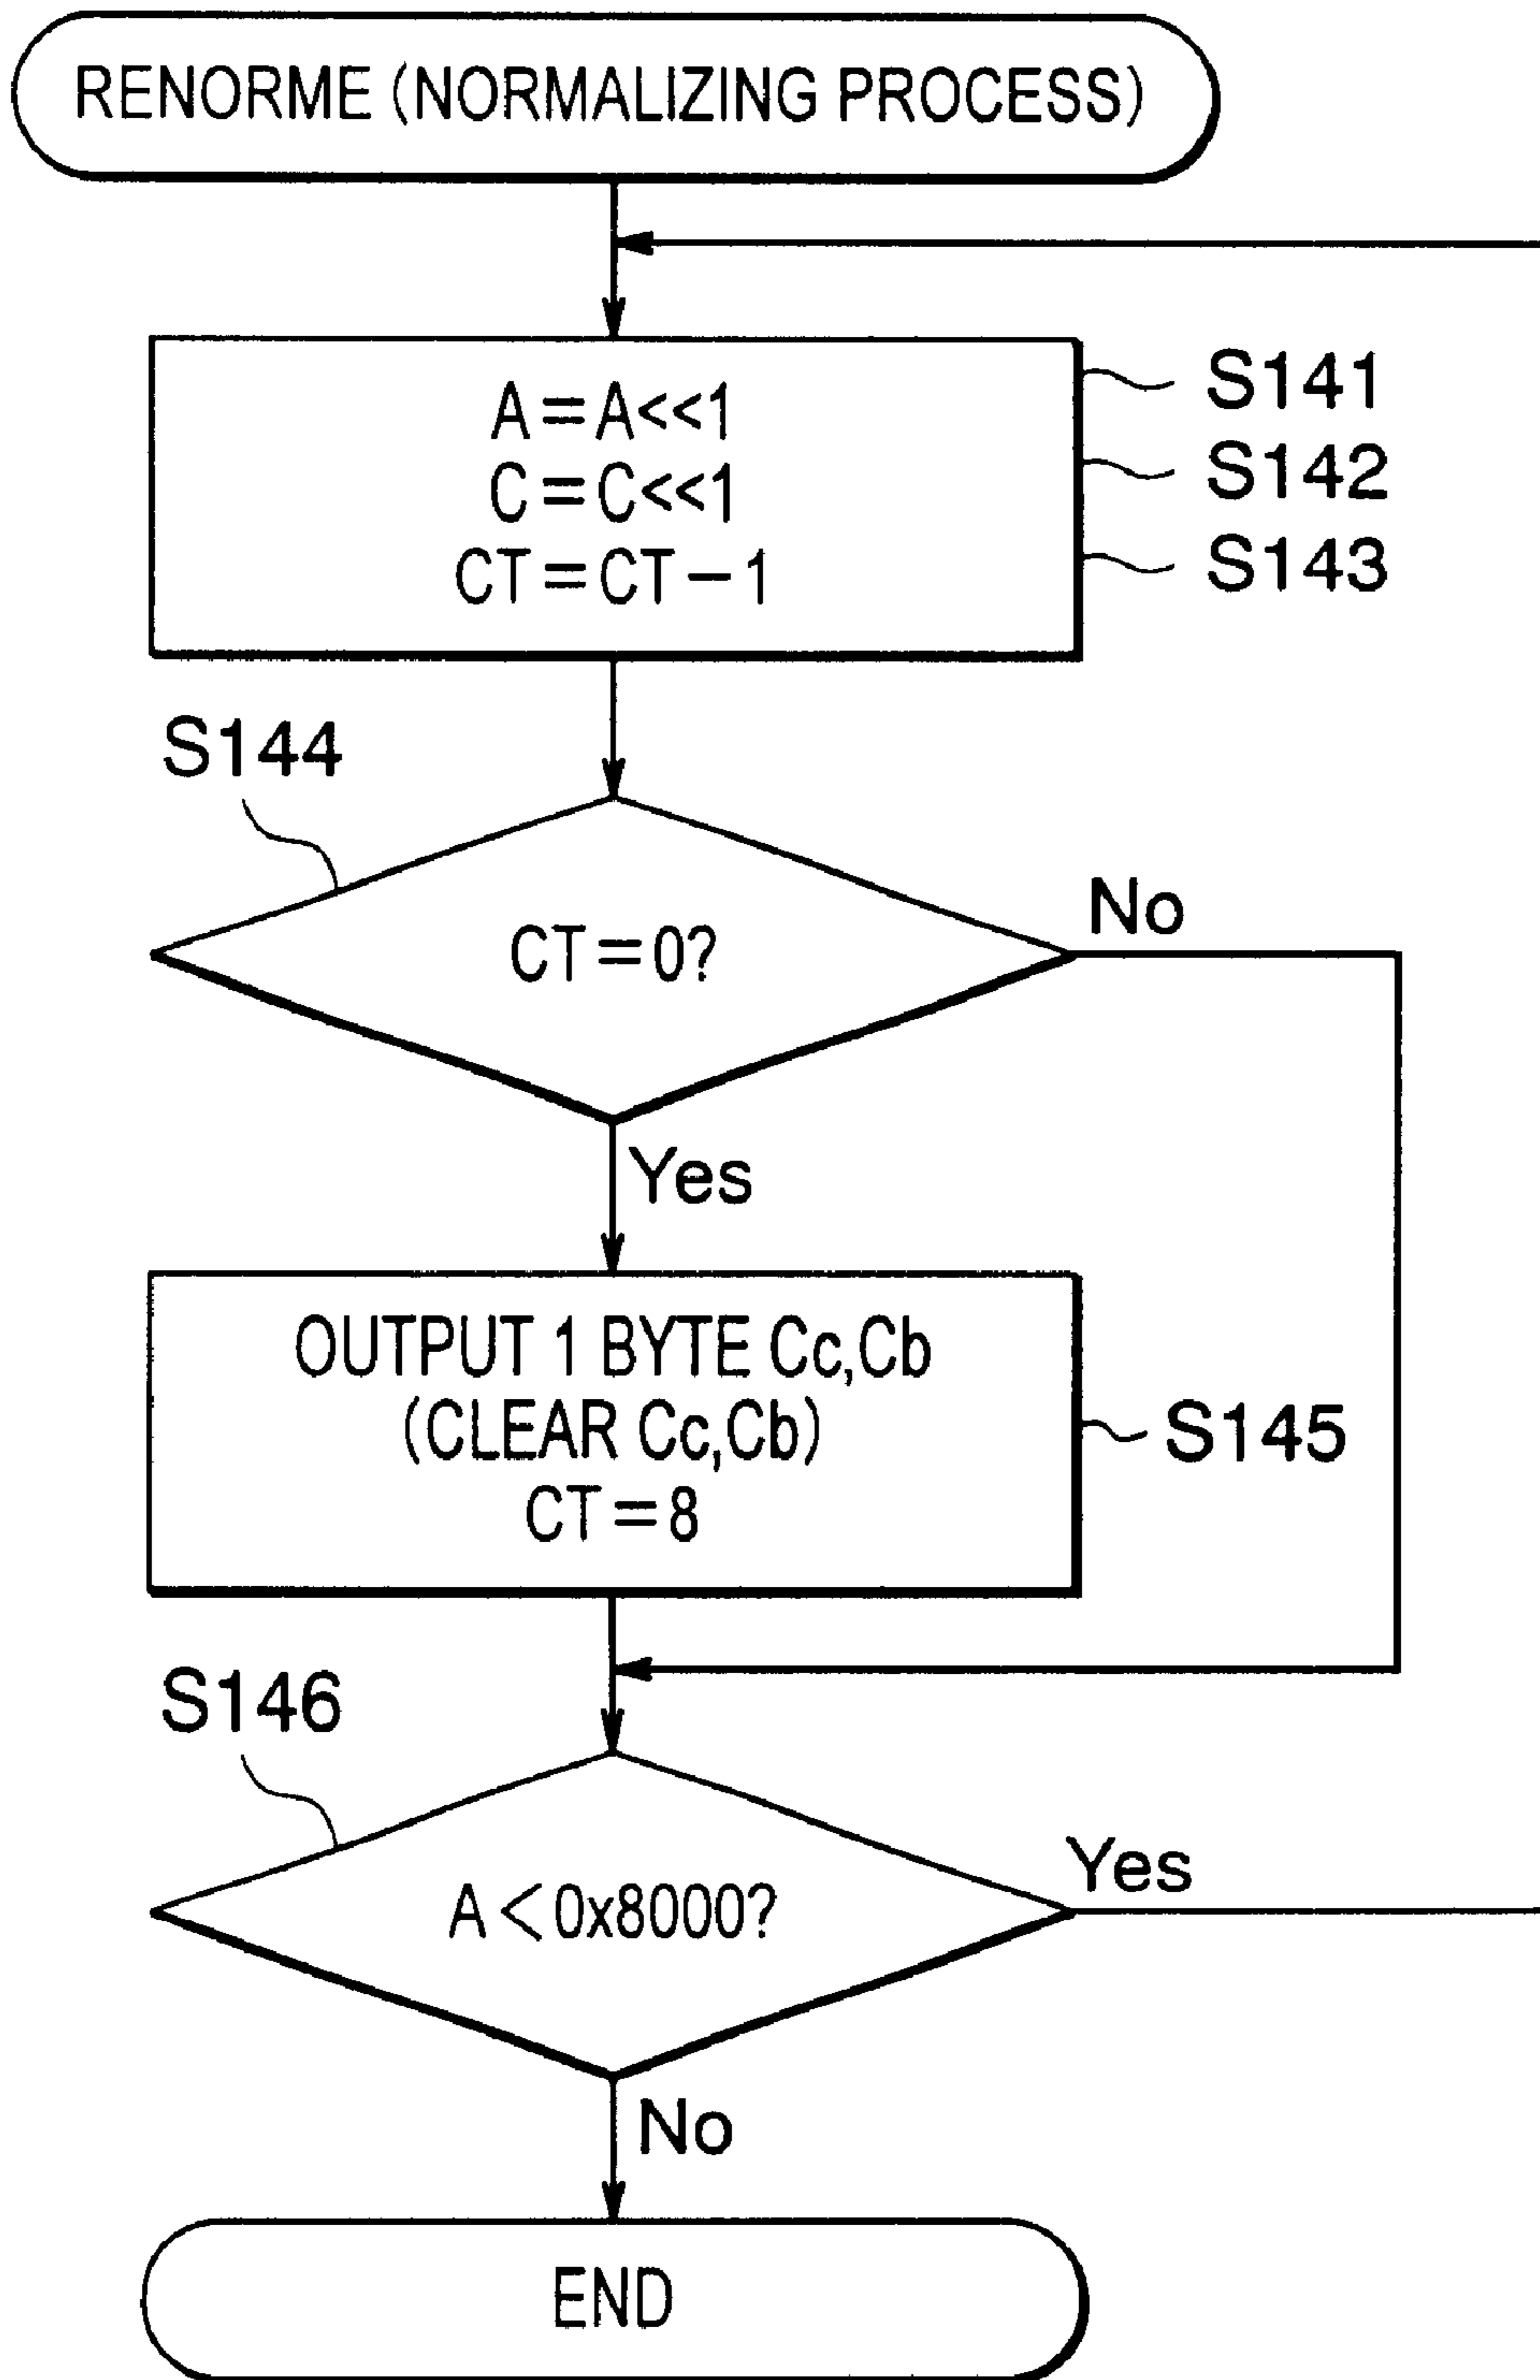 RENORME (NORMALIZING PROCESS)
A=A<<1
S141
C=C<<1
S142
CT=CT-1
S143
S144
CT=0?
No
Yes
OUTPUT 1 BYTE Cc,Cb
(CLEAR Cc,Cb)
CT=8
S145
S146
A<0x8000?
Yes
No
END